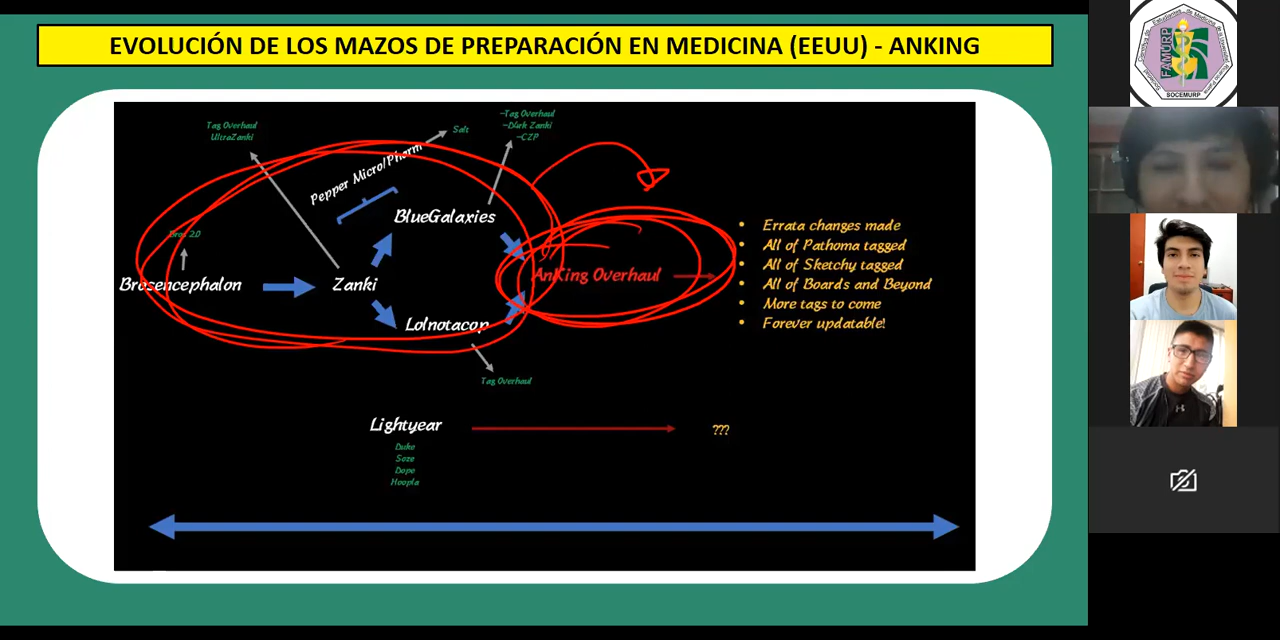 EVOLUCIÓN DE LOS MAZOS DE PREPARACIÓN EN MEDICINA (EEUU) - ANKING
Tag Overhaul
UltraZanki
Pepper Micro/Pharm
Salt
-Tag Overhaul
-Dark Zanki
-CZP
BlueGalaxies
Bros 2.0
Brosencephalon
Zanki
Lolnotacop
Tag Overhaul
AnKing Overhaul
• Errata changes made
• All of Pathoma tagged
• All of Sketchy tagged
• All of Boards and Beyond
• More tags to come
• Forever updatable!
Lightyear
Duke
Soze
Dope
Hoopla
???
FAMURP
SOCEMURP